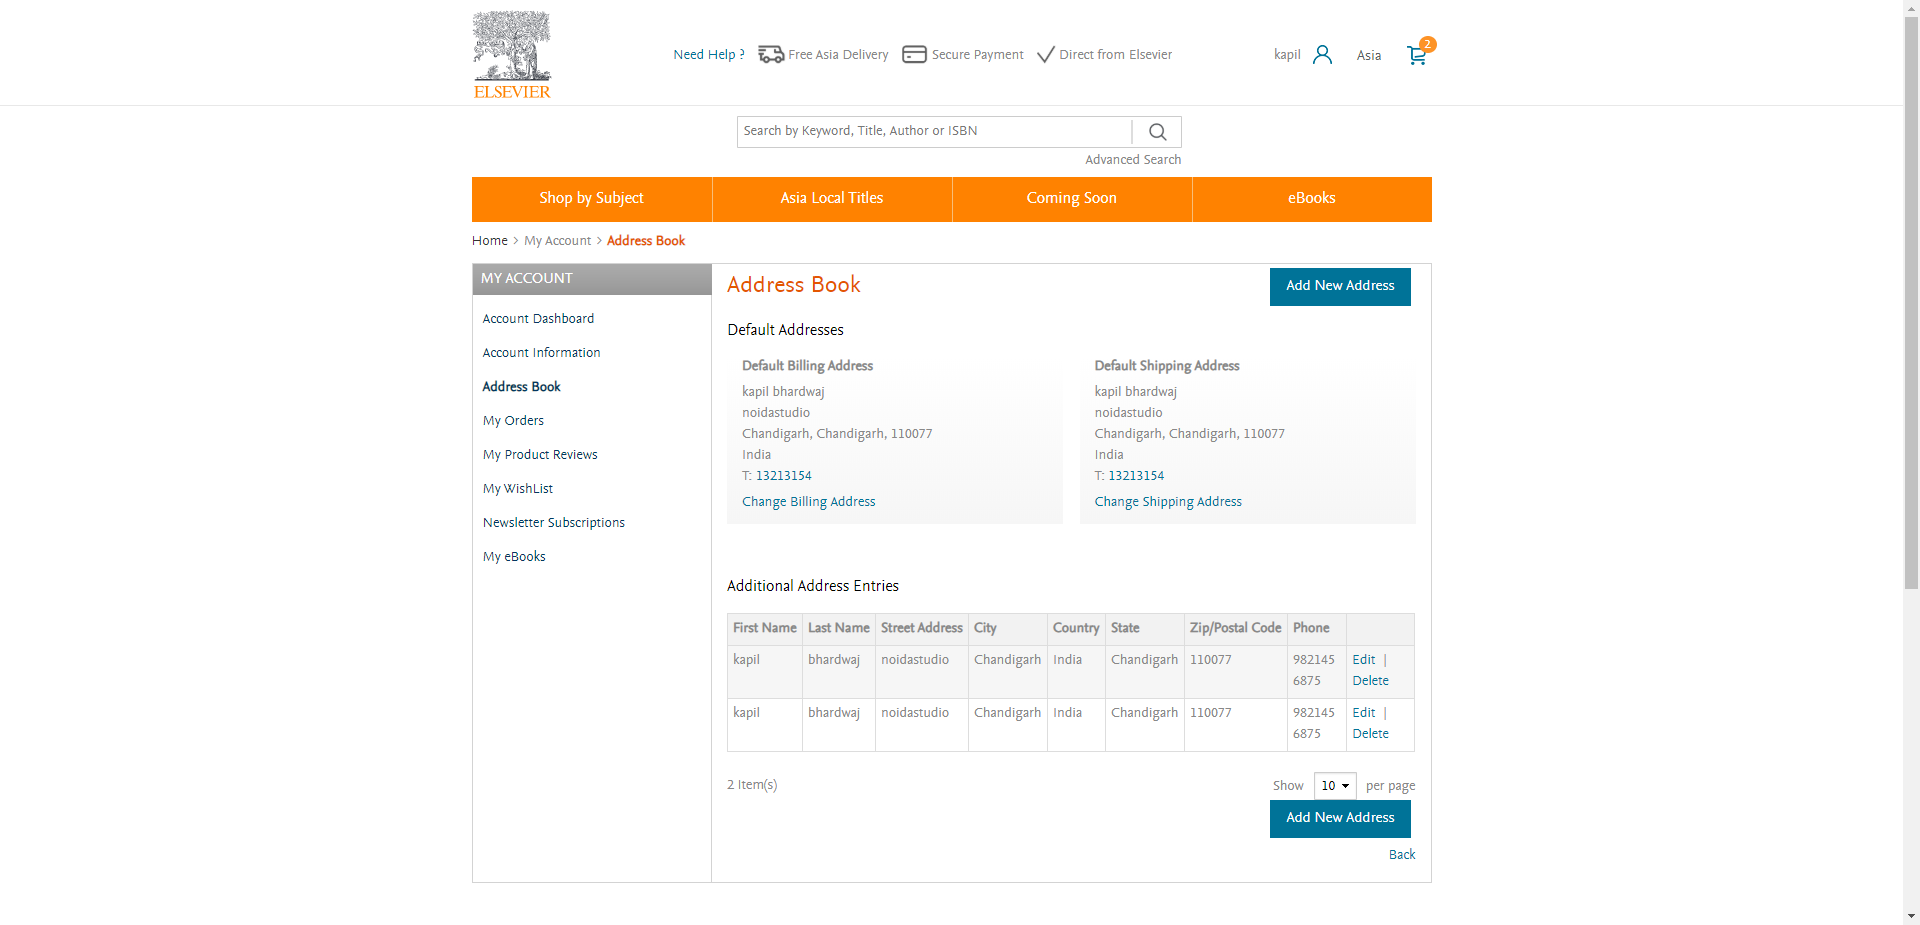 ELSEVIER
Need Help ? Free Asia Delivery Secure Payment Direct from Elsevier kapil Asia 2
Search by Keyword, Title, Author or ISBN
Advanced Search
Shop by Subject Asia Local Titles Coming Soon eBooks
Home > My Account > Address Book
MY ACCOUNT
Account Dashboard
Account Information
Address Book
My Orders
My Product Reviews
My WishList
Newsletter Subscriptions
My eBooks
Address Book
Add New Address
Default Addresses
Default Billing Address
kapil bhardwaj
noidastudio
Chandigarh, Chandigarh, 110077
India
T: 13213154
Change Billing Address
Default Shipping Address
kapil bhardwaj
noidastudio
Chandigarh, Chandigarh, 110077
India
T: 13213154
Change Shipping Address
Additional Address Entries
First Name Last Name Street Address City Country State Zip/Postal Code Phone
kapil bhardwaj noidastudio Chandigarh India Chandigarh 110077 982145 Edit |
6875 Delete
kapil bhardwaj noidastudio Chandigarh India Chandigarh 110077 982145 Edit |
6875 Delete
2 Item(s)
Show 10 per page
Add New Address
Back